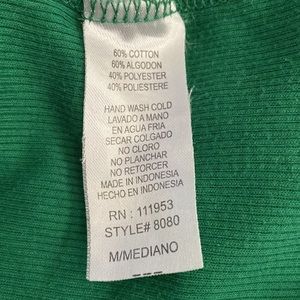 60% COTTON
60% ALGODON
40% POLYESTER
40% POLIESTERE
HAND WASH COLD
LAVADO A MANO
EN AGUA FRIA
SECAR COLGADO
NO CLORO
NO PLANCHAR
NO RETORCER
MADE IN INDONESIA
HECHO EN INDONESIA
RN : 111953
STYLE# 8080
M/MEDIANO